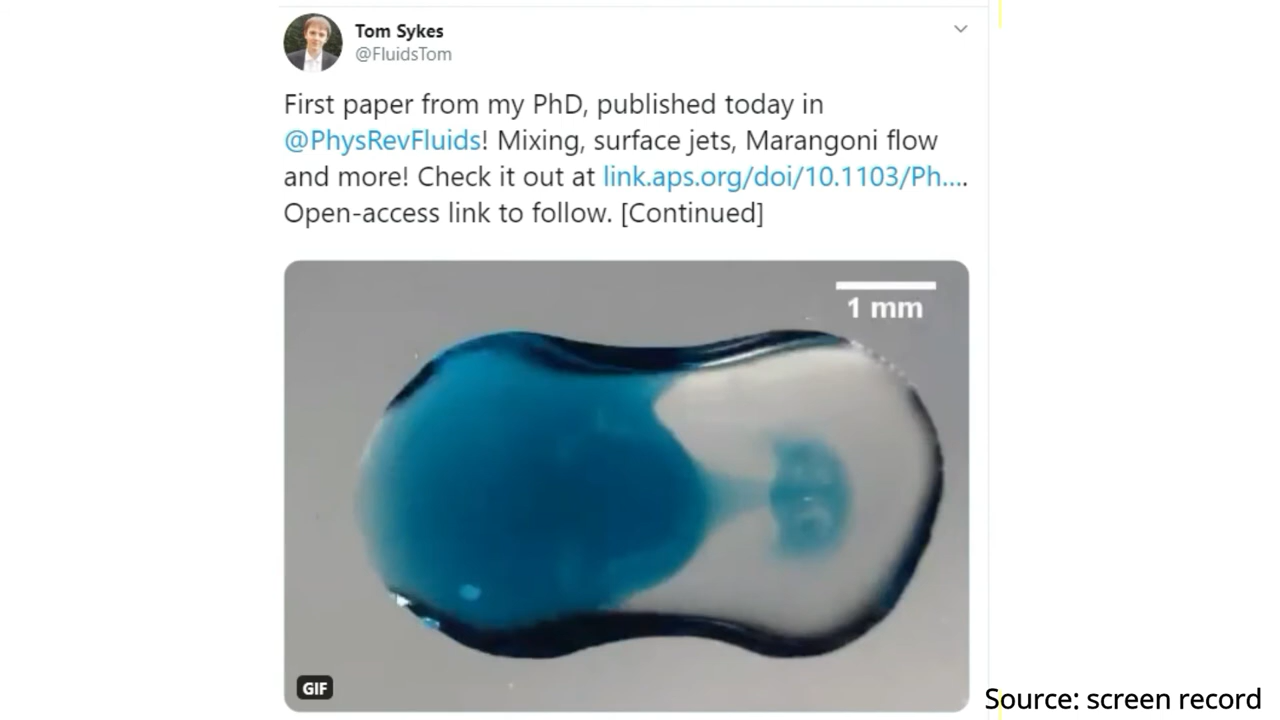 Tom Sykes
@FluidsTom
First paper from my PhD, published today in
@PhysRevFluids! Mixing, surface jets, Marangoni flow
and more! Check it out at link.aps.org/doi/10.1103/Ph....
Open-access link to follow. [Continued]
1 mm
GIF
Source: screen record